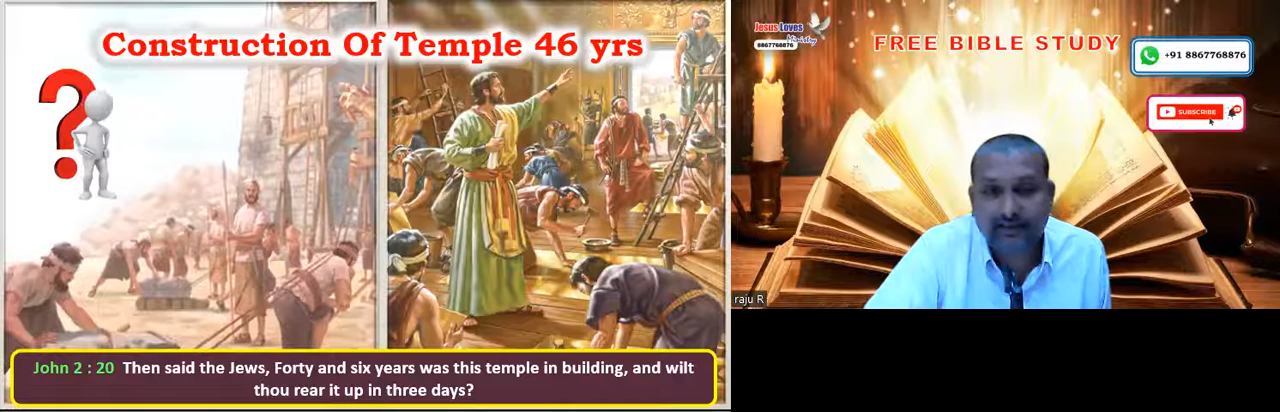 Construction Of Temple 46 yrs
John 2 : 20 Then said the Jews, Forty and six years was this temple in building, and wilt
thou rear it up in three days?
Jesus Loves
Ministry
8867768876
FREE BIBLE STUDY
+91 8867768876
SUBSCRIBE
raju R